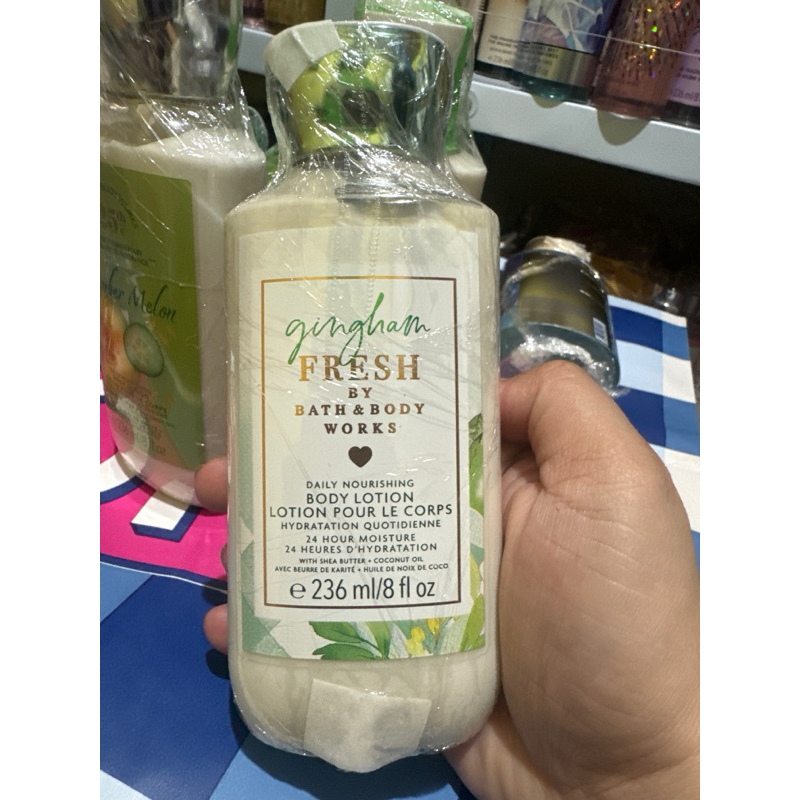 gingham
FRESH
BY
BATH & BODY
WORKS
DAILY NOURISHING
BODY LOTION
LOTION POUR LE CORPS
HYDRATATION QUOTIDIENNE
24 HOUR MOISTURE
24 HEURES D'HYDRATATION
WITH SHEA BUTTER + COCONUT OIL
AVEC BEURRE DE KARITÉ + HUILE DE NOIX DE COCO
℮ 236 ml/8 fl oz
Melon